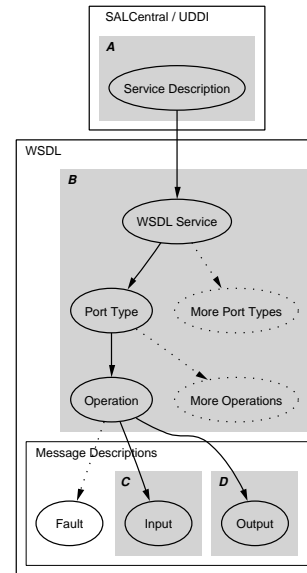 SALCentral / UDDI
A
Service Description
WSDL
B
WSDL Service
Port Type
More Port Types
Operation
More Operations
Message Descriptions
C
D
Fault
Input
Output